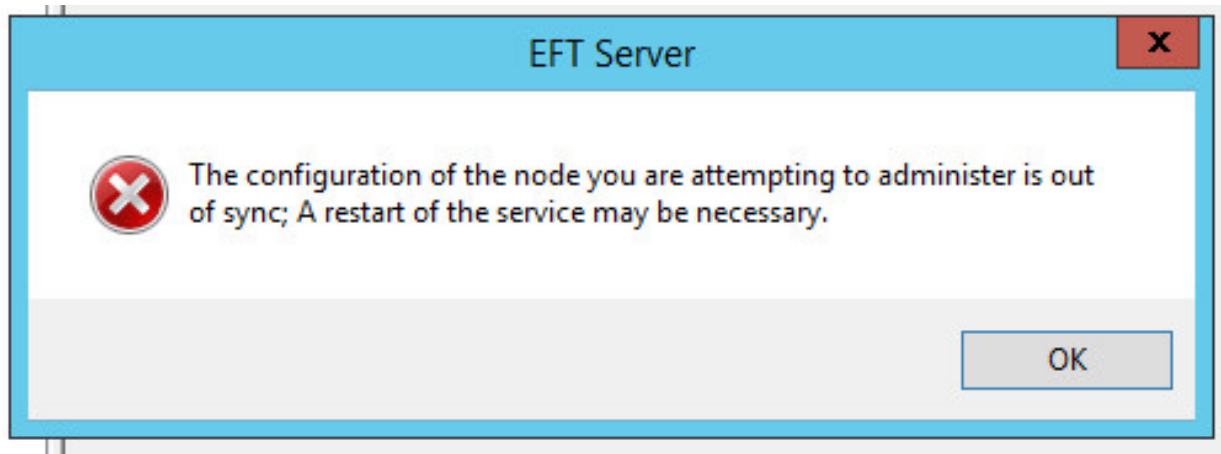 EFT Server
The configuration of the node you are attempting to administer is out
of sync; A restart of the service may be necessary.
OK